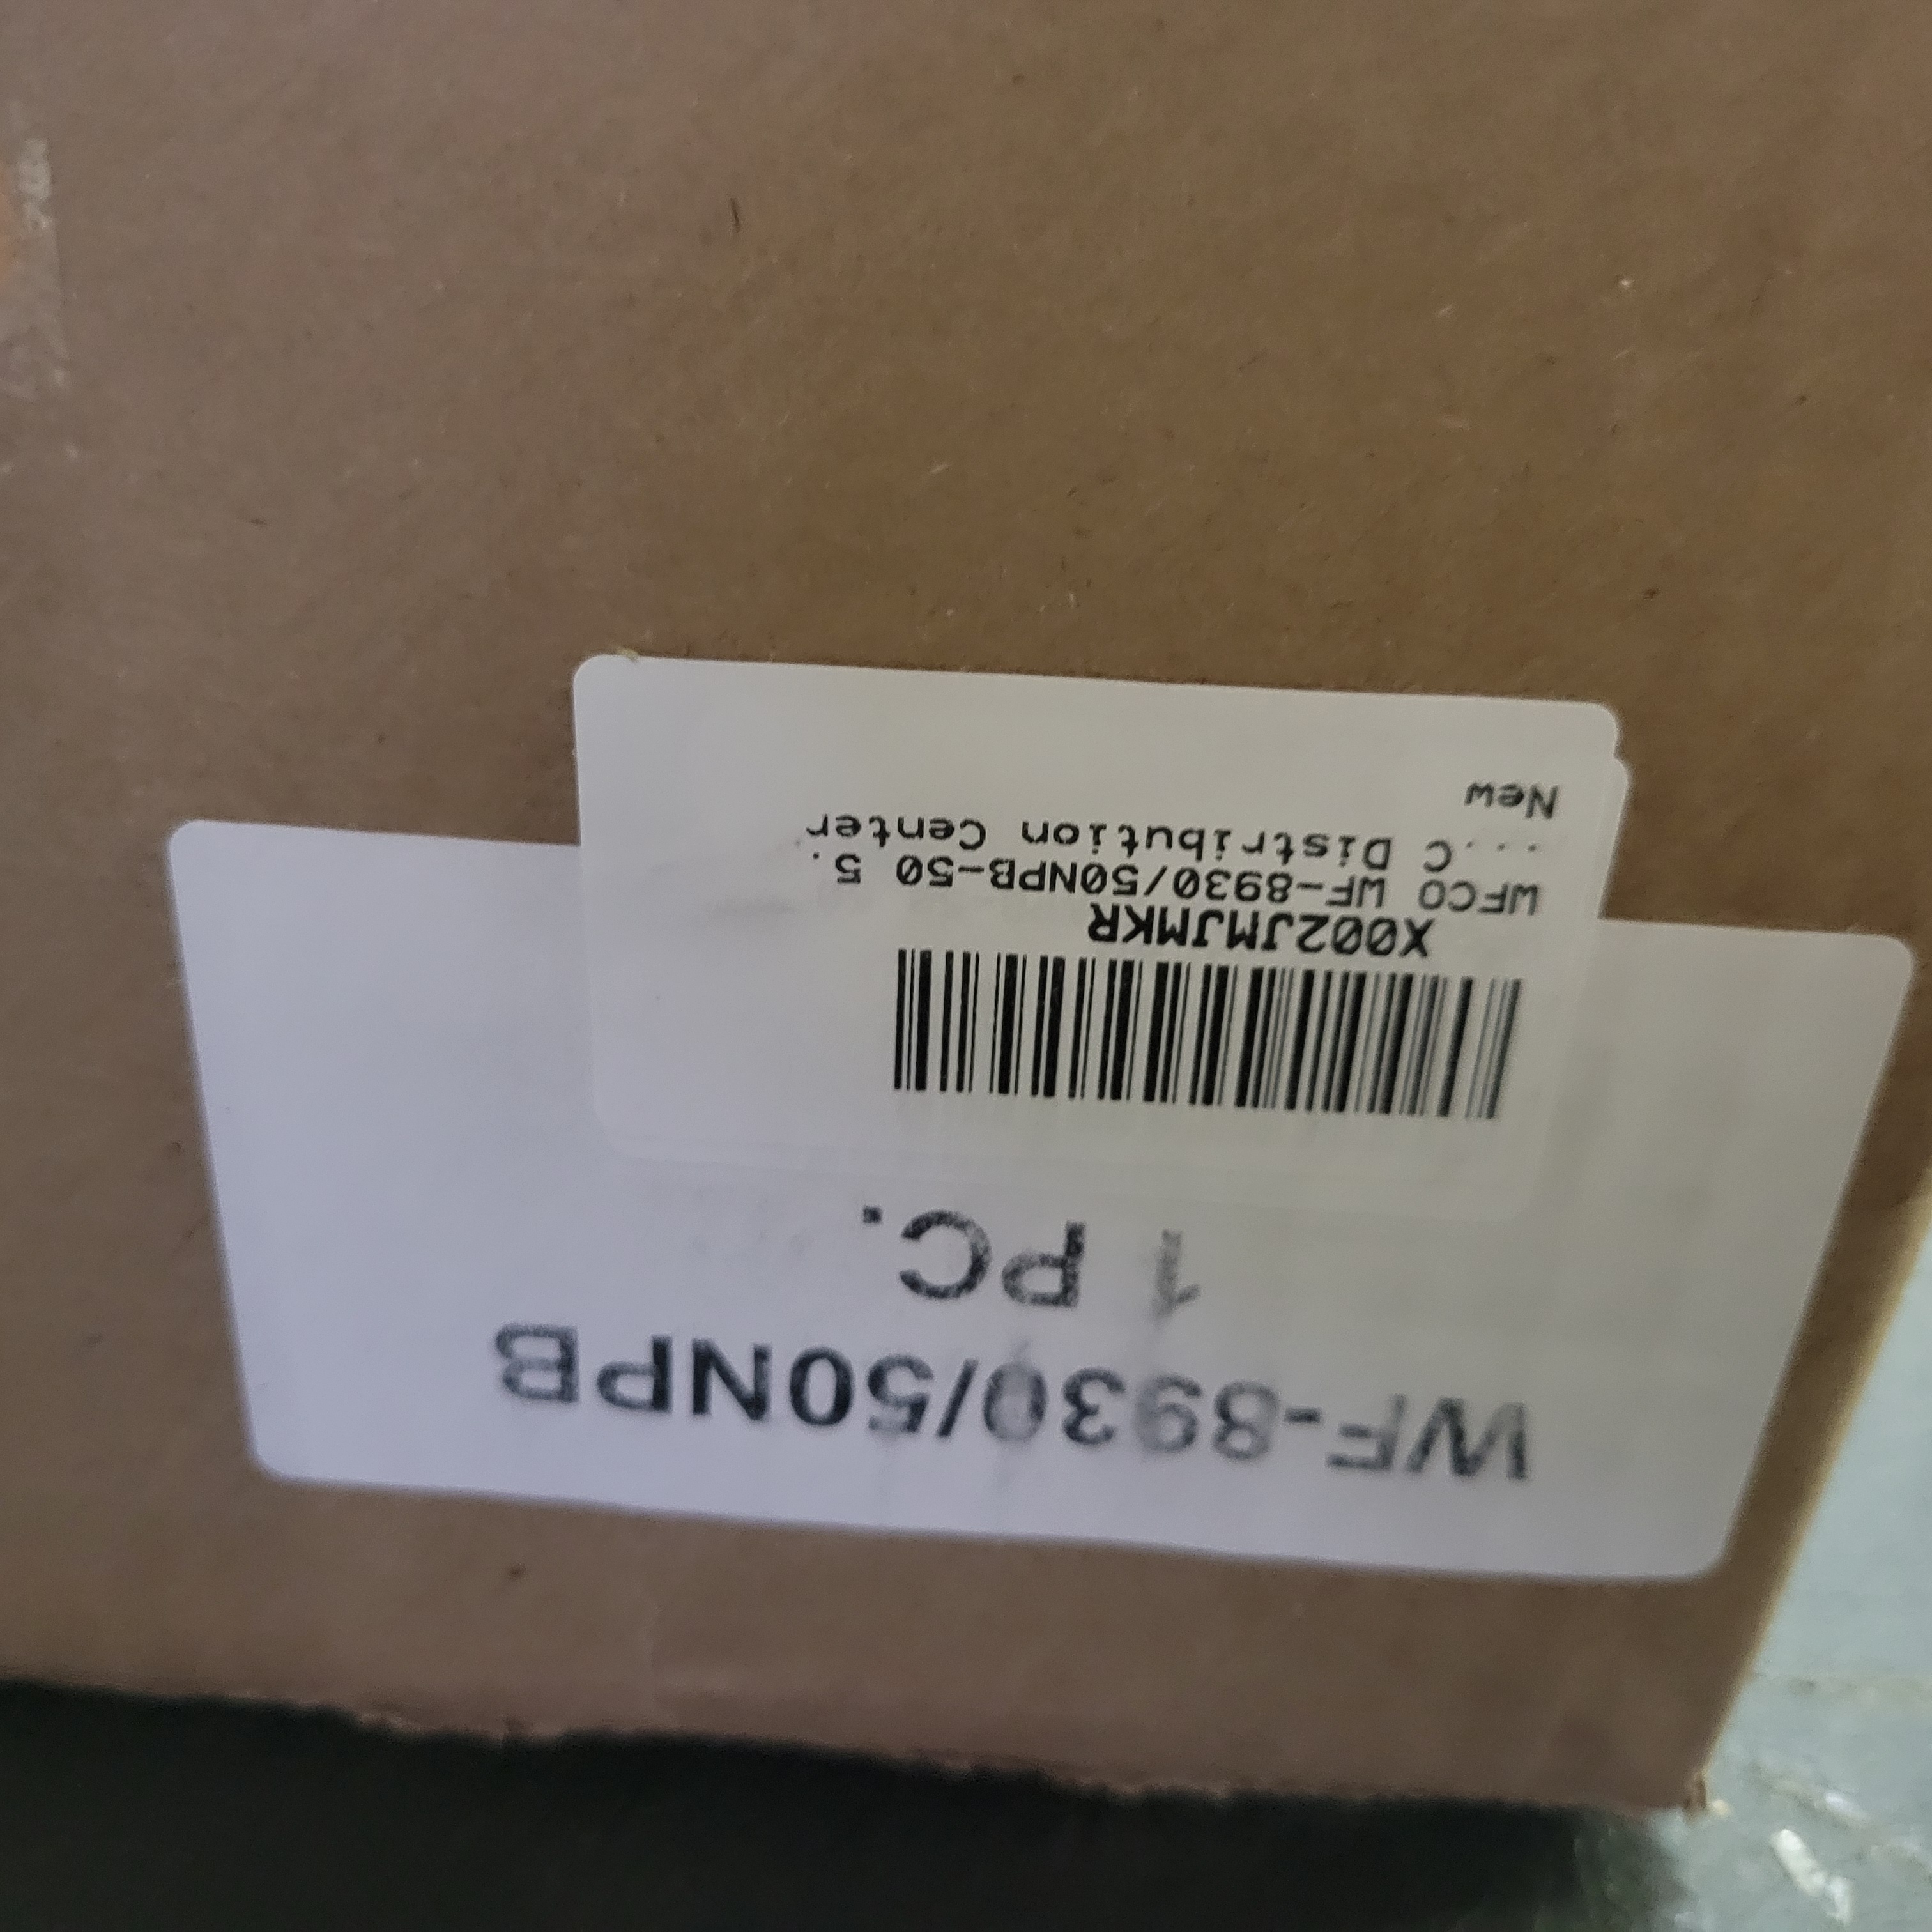 WF-8930/50NPB
1 PC.
X002JMJMKR
WFCO WF-8930/50NPB-50 5.
...C Distribution Center
New